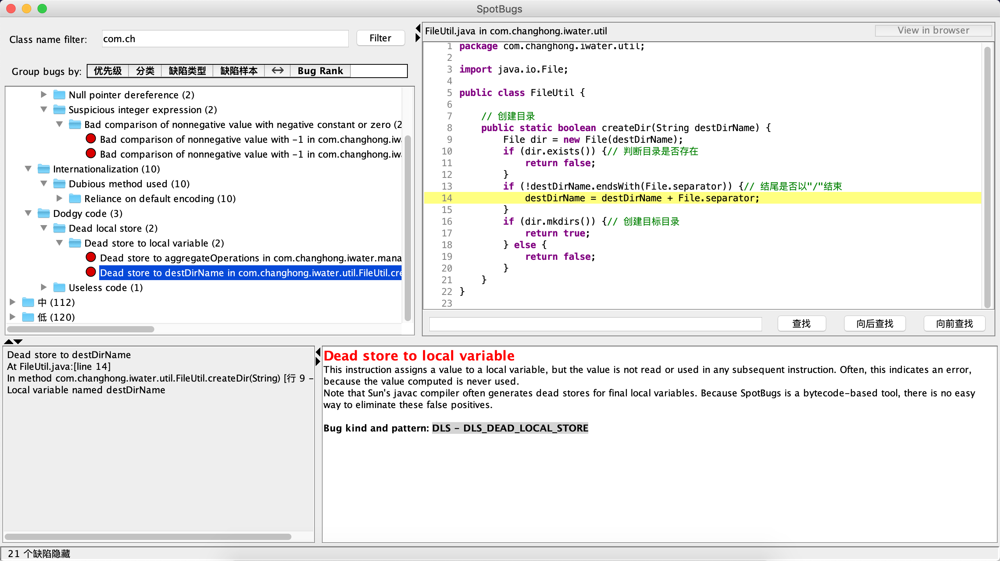 SpotBugs
Class name filter: com.ch Filter
Group bugs by: 优先级 分类 缺陷类型 缺陷样本 <-> Bug Rank
Null pointer dereference (2)
Suspicious integer expression (2)
Bad comparison of nonnegative value with negative constant or zero (2
Bad comparison of nonnegative value with -1 in com.changhong.iw
Bad comparison of nonnegative value with -1 in com.changhong.iw
Internationalization (10)
Dubious method used (10)
Reliance on default encoding (10)
Dodgy code (3)
Dead local store (2)
Dead store to local variable (2)
Dead store to aggregateOperations in com.changhong.iwater.mana
Dead store to destDirName in com.changhong.iwater.util.FileUtil.cre
Useless code (1)
中 (112)
低 (120)
FileUtil.java in com.changhong.iwater.util View in browser
1 package com.changhong.iwater.util;
2
3 import java.io.File;
4
5 public class FileUtil {
6
7 // 创建目录
8 public static boolean createDir(String destDirName) {
9 File dir = new File(destDirName);
10 if (dir.exists()) {// 判断目录是否存在
11 return false;
12 }
13 if (!destDirName.endsWith(File.separator)) {// 结尾是否以"/"结束
14 destDirName = destDirName + File.separator;
15 }
16 if (dir.mkdirs()) {// 创建目标目录
17 return true;
18 } else {
19 return false;
20 }
21 }
22 }
23
查找 向后查找 向前查找
Dead store to destDirName
At FileUtil.java:[line 14]
In method com.changhong.iwater.util.FileUtil.createDir(String) [行 9 -
Local variable named destDirName
Dead store to local variable
This instruction assigns a value to a local variable, but the value is not read or used in any subsequent instruction. Often, this indicates an error,
because the value computed is never used.
Note that Sun's javac compiler often generates dead stores for final local variables. Because SpotBugs is a bytecode-based tool, there is no easy
way to eliminate these false positives.
Bug kind and pattern: DLS - DLS_DEAD_LOCAL_STORE
21 个缺陷隐藏